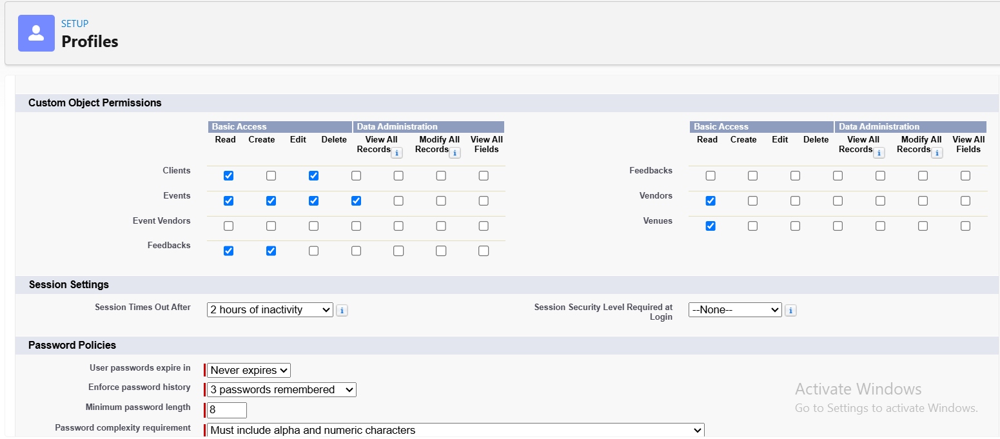 SETUP
Profiles
Custom Object Permissions
Basic Access Data Administration Basic Access Data Administration
Read Create Edit Delete View All Records i Modify All Records i View All Fields Read Create Edit Delete View All Records i Modify All Records i View All Fields
Clients Feedbacks
Events Vendors
Event Vendors Venues
Feedbacks
Session Settings
Session Times Out After 2 hours of inactivity i Session Security Level Required at Login --None-- i
Password Policies
User passwords expire in Never expires
Enforce password history 3 passwords remembered
Minimum password length 8
Password complexity requirement Must include alpha and numeric characters
Activate Windows
Go to Settings to activate Windows.